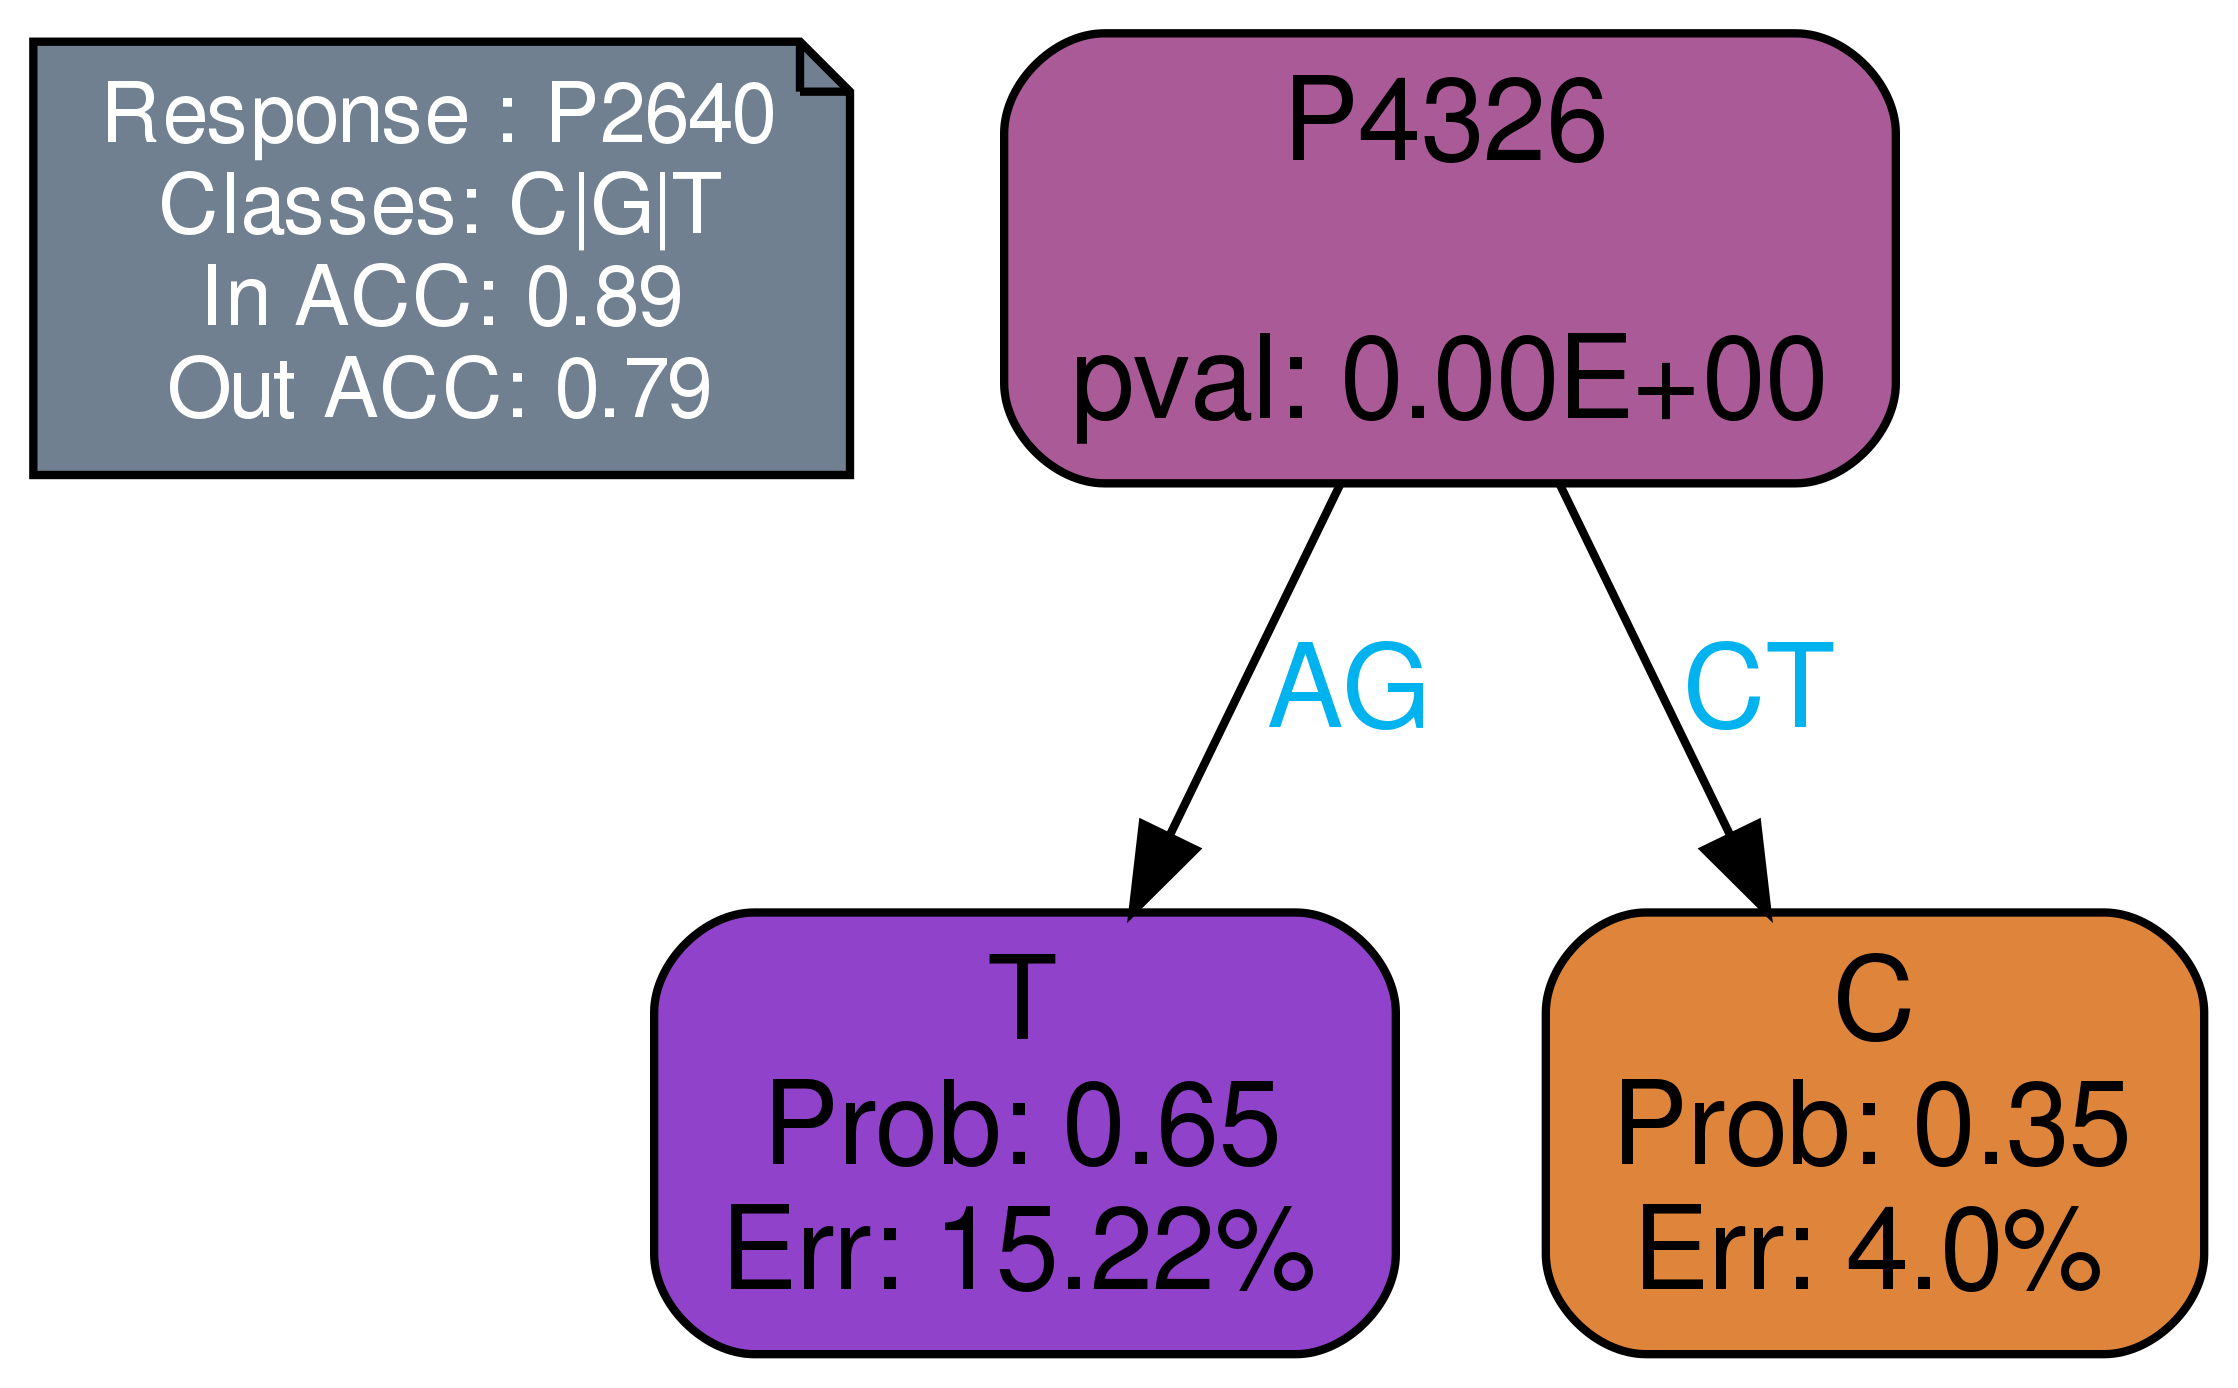 Response : P2640
Classes: C|G|T
In ACC: 0.89
Out ACC: 0.79
P4326
pval: 0.00E+00
AG
CT
T
Prob: 0.65
Err: 15.22%
C
Prob: 0.35
Err: 4.0%